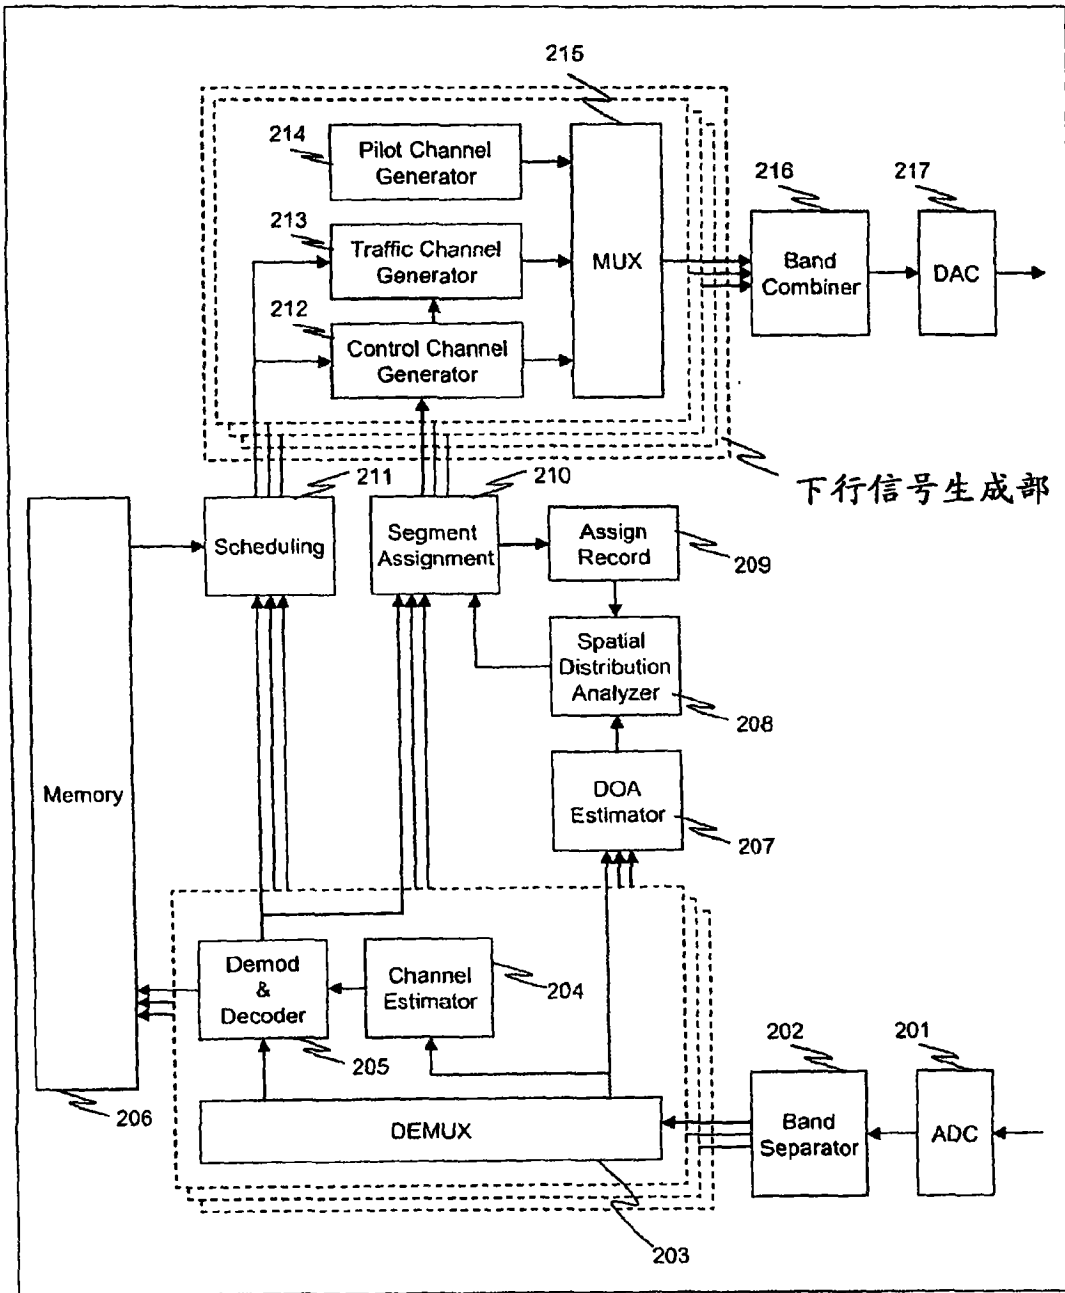 215
214
Pilot Channel
Generator
213
Traffic Channel
Generator
212
Control Channel
Generator
MUX
216
Band
Combiner
217
DAC
下行信号生成部
211
Scheduling
210
Segment
Assignment
Assign
Record
209
Spatial
Distribution
Analyzer
208
DOA
Estimator
207
Memory
206
Demod
&
Decoder
205
Channel
Estimator
204
DEMUX
203
202
Band
Separator
201
ADC